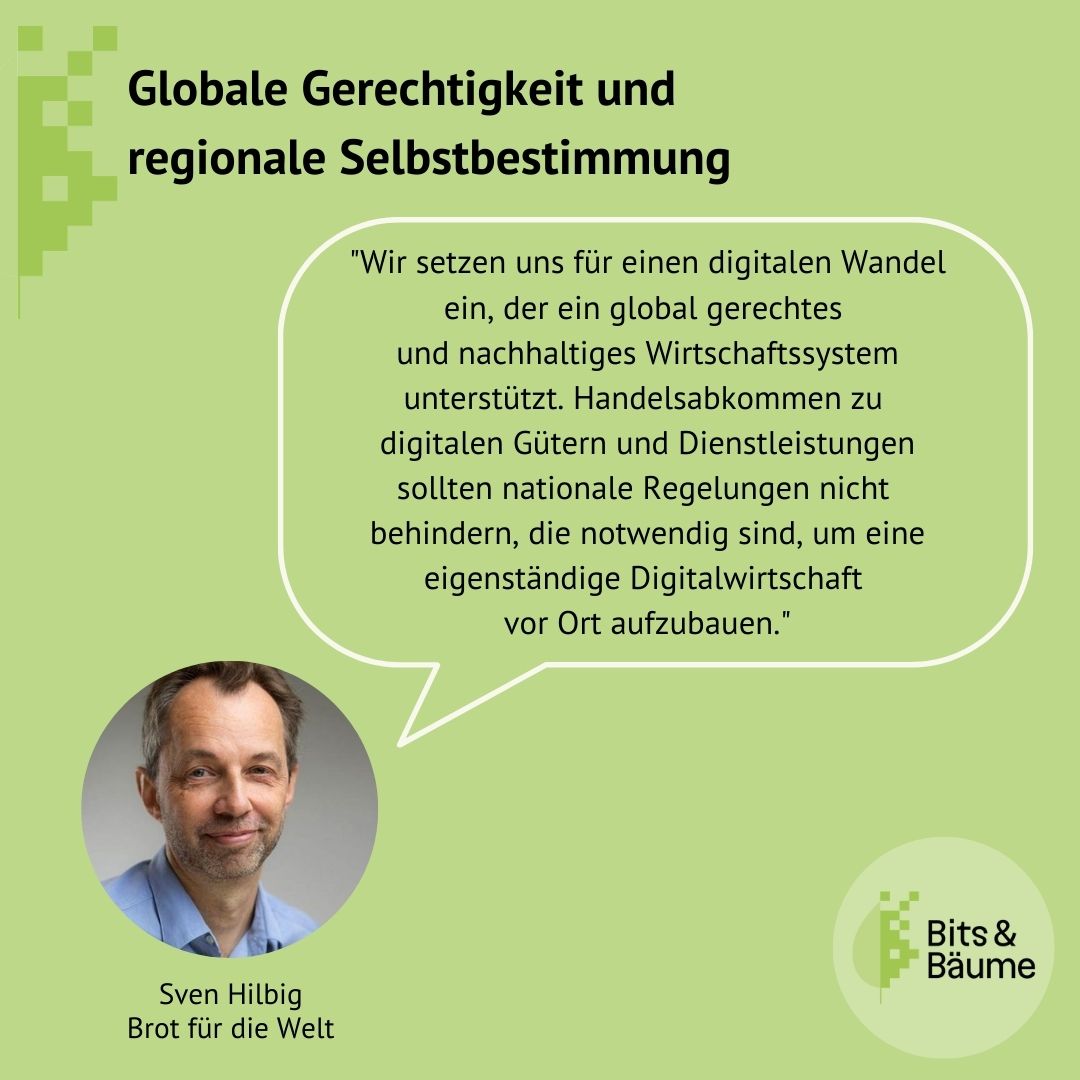 Globale Gerechtigkeit und
regionale Selbstbestimmung
"Wir setzen uns für einen digitalen Wandel
ein, der ein global gerechtes
und nachhaltiges Wirtschaftssystem
unterstützt. Handelsabkommen zu
digitalen Gütern und Dienstleistungen
sollten nationale Regelungen nicht
behindern, die notwendig sind, um eine
eigenständige Digitalwirtschaft
vor Ort aufzubauen."
Sven Hilbig
Brot für die Welt
Bits &
Bäume